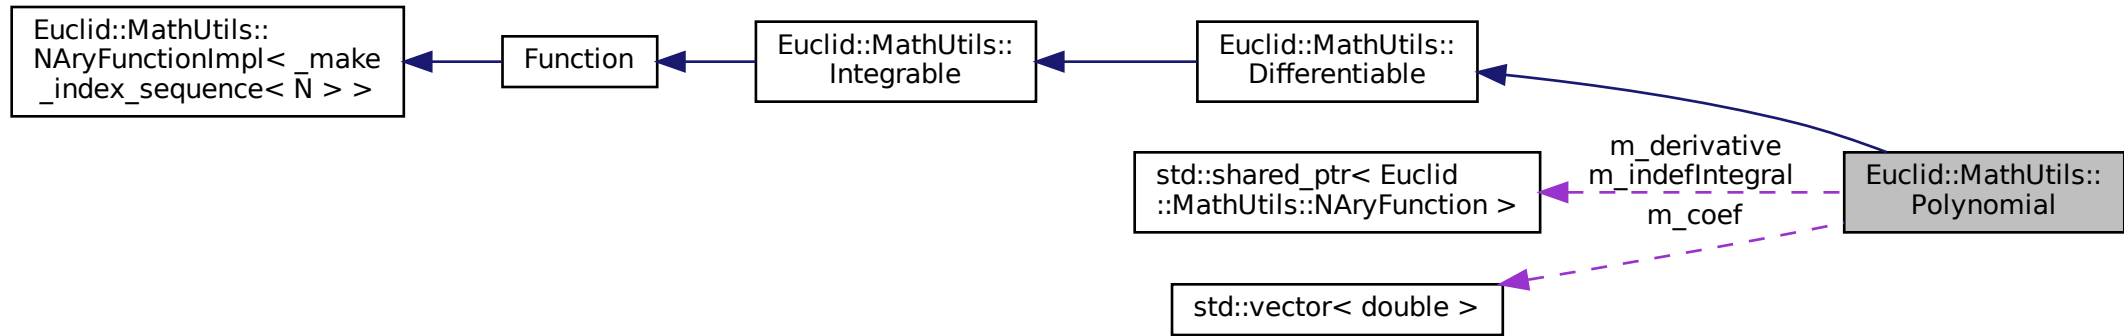 Euclid::MathUtils::
NAryFunctionImpl< _make
_index_sequence< N > >
Function
Euclid::MathUtils::
Integrable
Euclid::MathUtils::
Differentiable
std::shared_ptr< Euclid
::MathUtils::NAryFunction >
std::vector< double >
m_derivative
m_indefIntegral
m_coef
Euclid::MathUtils::
Polynomial